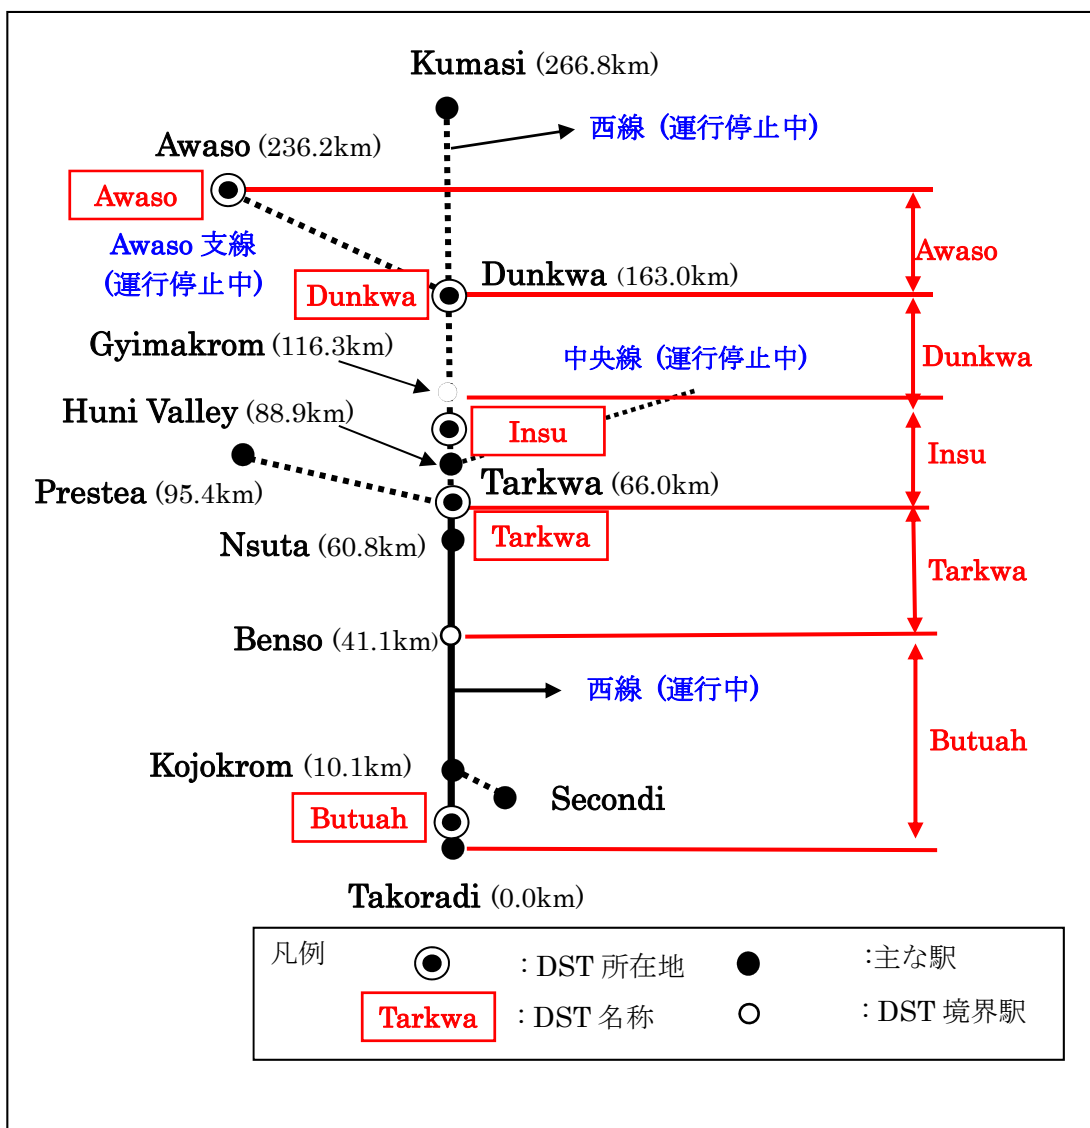 Kumasi (266.8km)
西線 (運行停止中)
Awaso (236.2km)
Awaso
Awaso 支線
(運行停止中)
Awaso
Dunkwa (163.0km)
Dunkwa
Gyimakrom (116.3km)
中央線 (運行停止中)
Dunkwa
Huni Valley (88.9km)
Insu
Insu
Prestea (95.4km)
Tarkwa (66.0km)
Nsuta (60.8km)
Tarkwa
Tarkwa
Benso (41.1km)
西線 (運行中)
Butuah
Kojokrom (10.1km)
Secondi
Butuah
Takoradi (0.0km)
凡例
：DST 所在地
:主な駅
Tarkwa
：DST 名称
：DST 境界駅